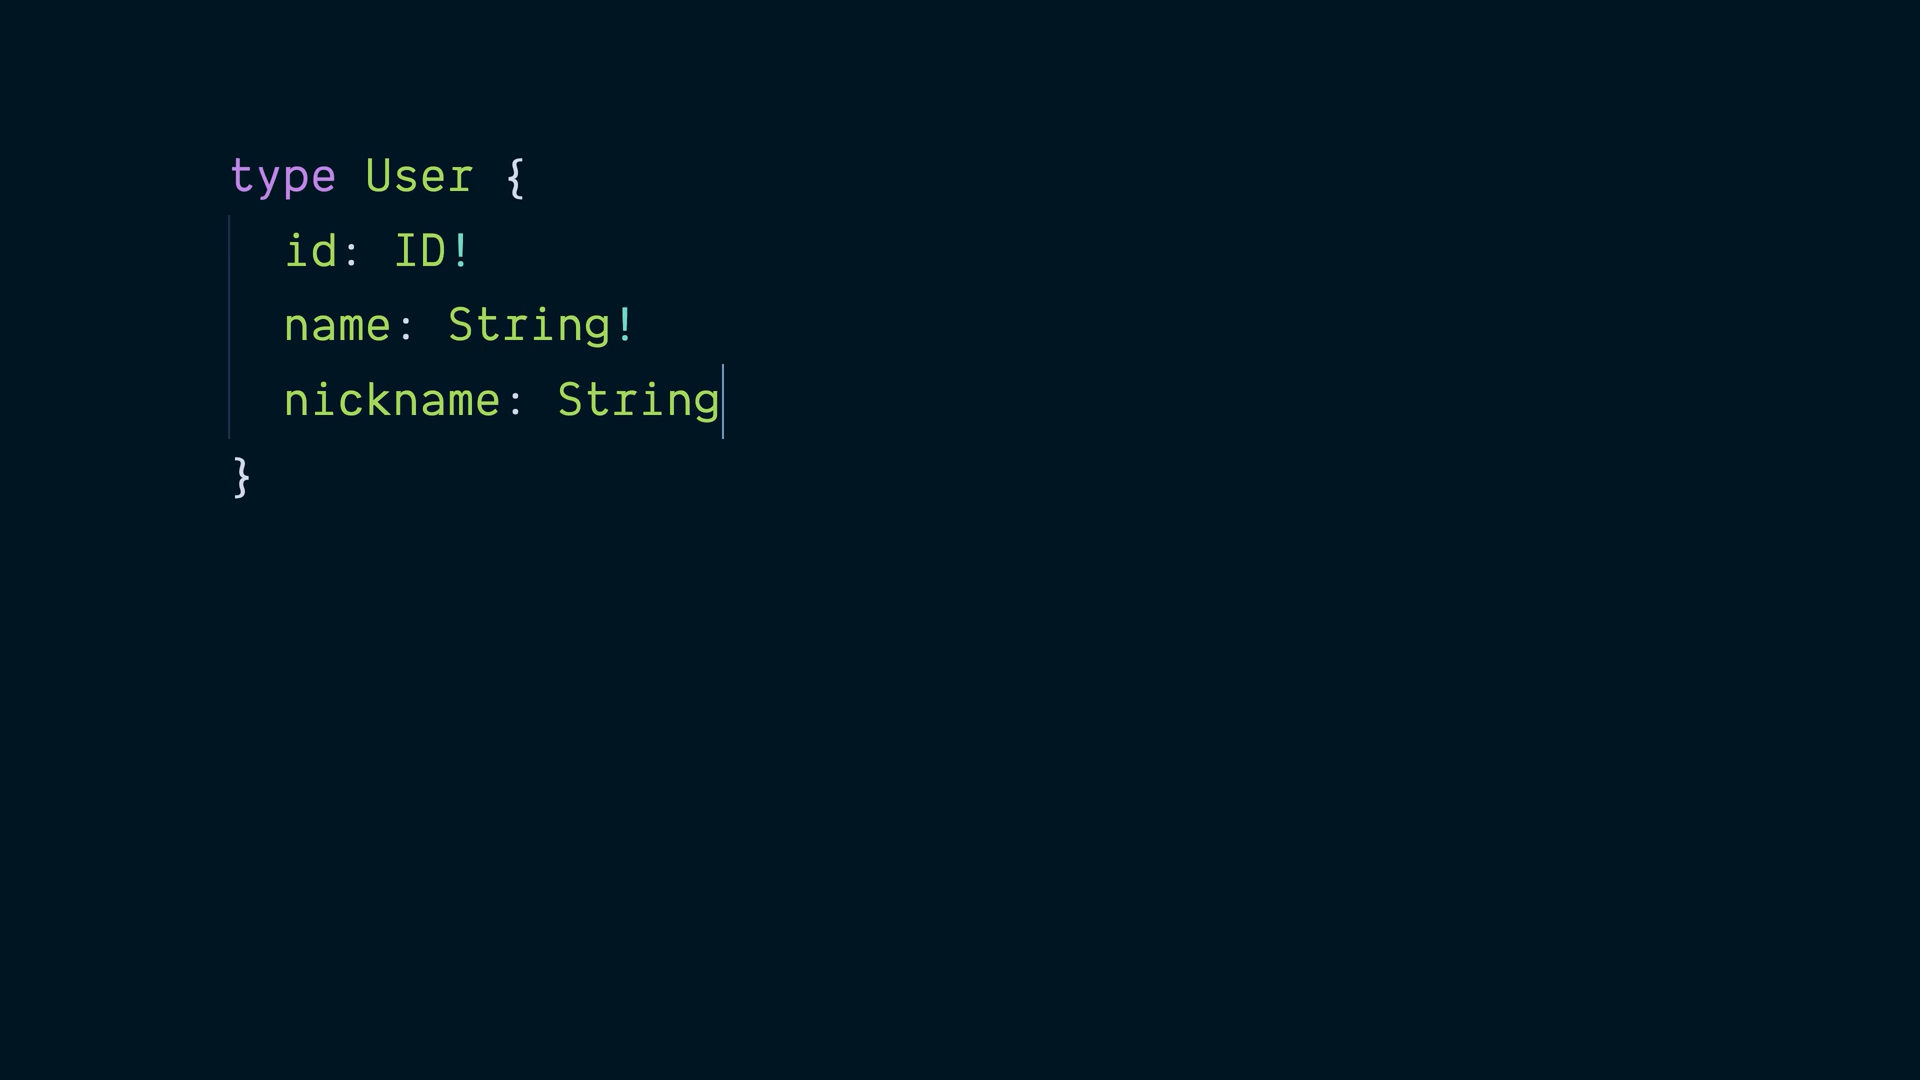 type User {
  id: ID!
  name: String!
  nickname: String
}